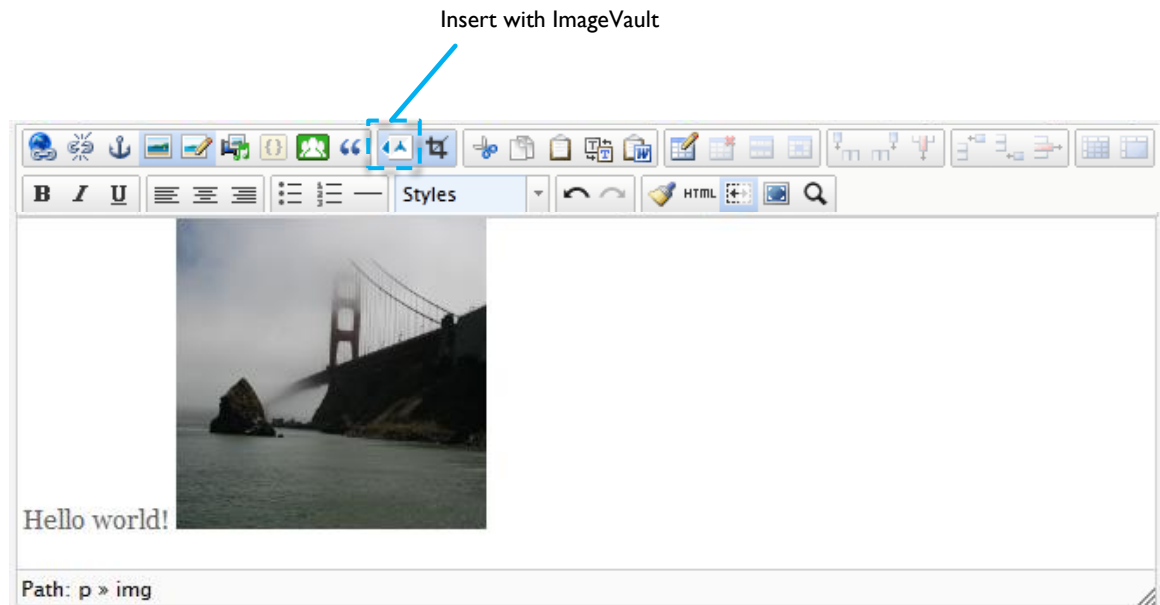 Insert with ImageVault
B I U Styles HTML
Hello world!
Path: p » img